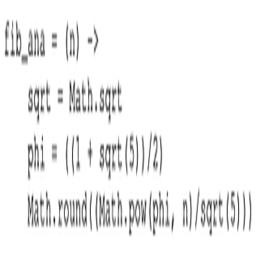 fib_ana = (n) ->
sqrt = Math.sqrt
phi = ((1 + sqrt(5))/2)
Math.round((Math.pow(phi, n)/sqrt(5)))